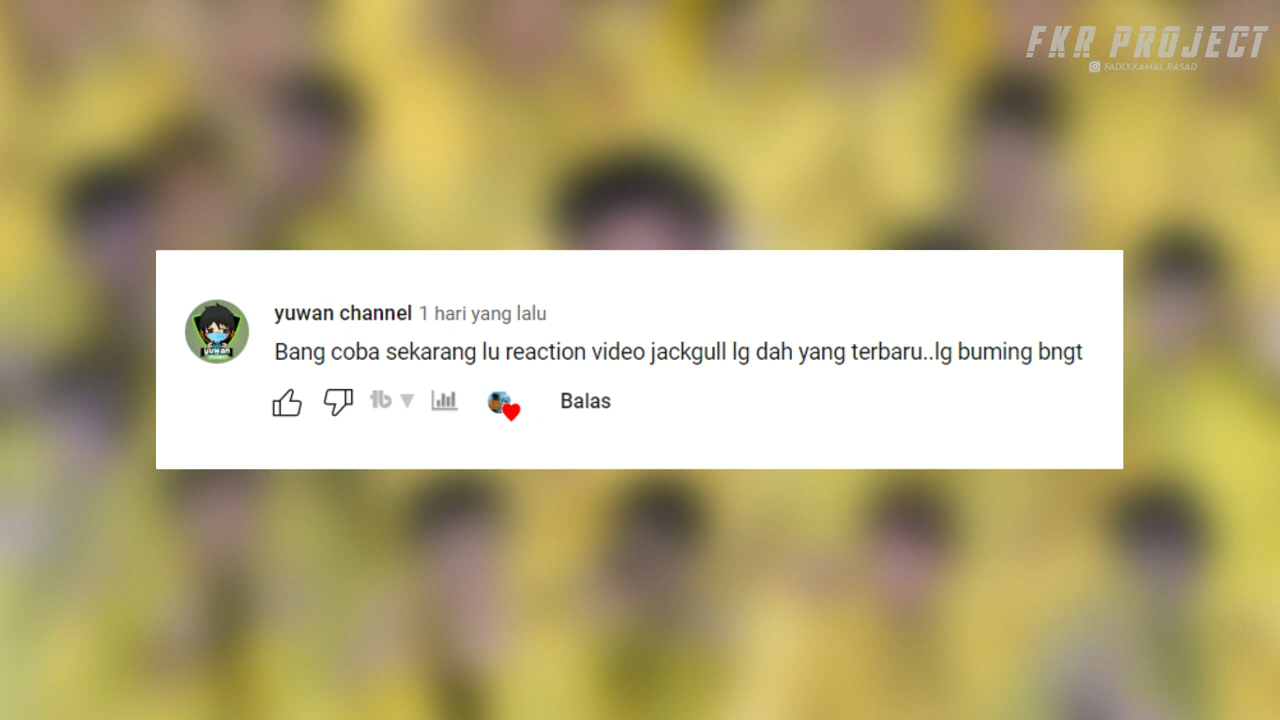 FKR PROJECT
FADLY.KAMAL.RASAD
yuwan channel 1 hari yang lalu
Bang coba sekarang lu reaction video jackgull lg dah yang terbaru..lg buming bngt
Balas
yuwan